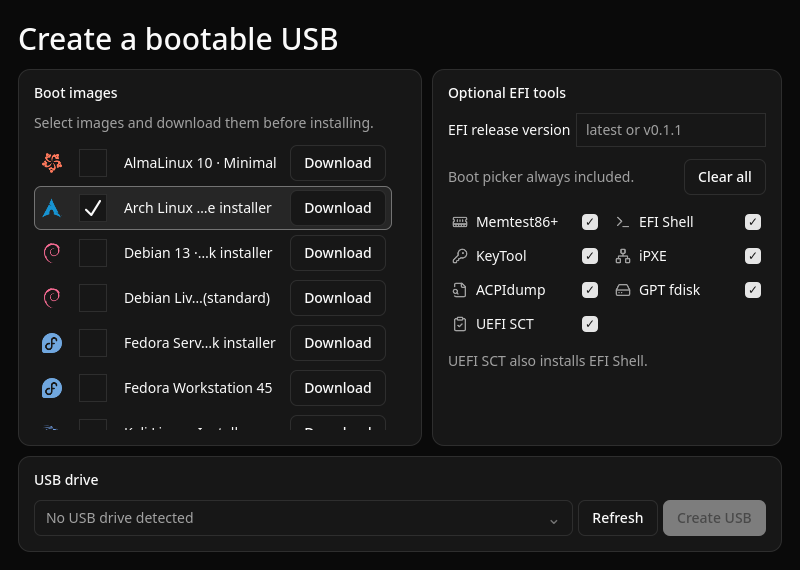 Create a bootable USB
Boot images
Select images and download them before installing.
AlmaLinux 10 · Minimal Download
Arch Linux ...e installer Download
Debian 13 ·...k installer Download
Debian Liv...(standard) Download
Fedora Serv...k installer Download
Fedora Workstation 45 Download
Optional EFI tools
EFI release version latest or v0.1.1
Boot picker always included. Clear all
Memtest86+ EFI Shell
KeyTool iPXE
ACPIdump GPT fdisk
UEFI SCT
UEFI SCT also installs EFI Shell.
USB drive
No USB drive detected Refresh Create USB